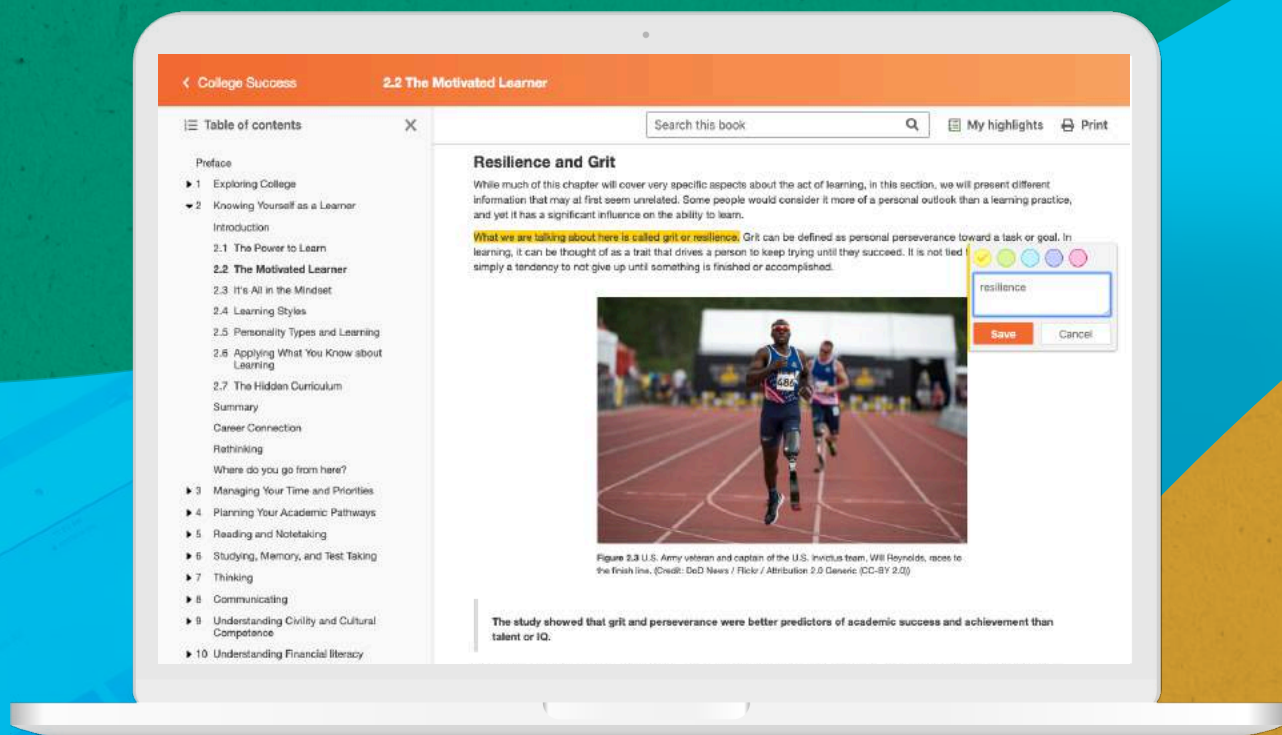 College Success
2.2 The Motivated Learner
Table of contents
Search this book
My highlights
Print
Preface
1 Exploring College
2 Knowing Yourself as a Learner
Introduction
2.1 The Power to Learn
2.2 The Motivated Learner
2.3 It's All in the Mindset
2.4 Learning Styles
2.5 Personality Types and Learning
2.6 Applying What You Know about
Learning
2.7 The Hidden Curriculum
Summary
Career Connection
Rethinking
Where do you go from here?
3 Managing Your Time and Priorities
4 Planning Your Academic Pathways
5 Reading and Notetaking
6 Studying, Memory, and Test Taking
7 Thinking
8 Communicating
9 Understanding Civility and Cultural
Competence
10 Understanding Financial literacy
Resilience and Grit
While much of this chapter will cover very specific aspects about the act of learning, in this section, we will present different
information that may at first seem unrelated. Some people would consider it more of a personal outlook than a learning practice,
and yet it has a significant influence on the ability to learn.
What we are talking about here is called grit or resilience. Grit can be defined as personal perseverance toward a task or goal. In
learning, it can be thought of as a trait that drives a person to keep trying until they succeed. It is not tied
simply a tendency to not give up until something is finished or accomplished.
resilience
Save
Cancel
486
Figure 2.3 U.S. Army veteran and captain of the U.S. Invictus team, Will Reynolds, races to
the finish line. (Credit: DoD News / Flickr / Attribution 2.0 Generic (CC-BY 2.0))
The study showed that grit and perseverance were better predictors of academic success and achievement than
talent or IQ.